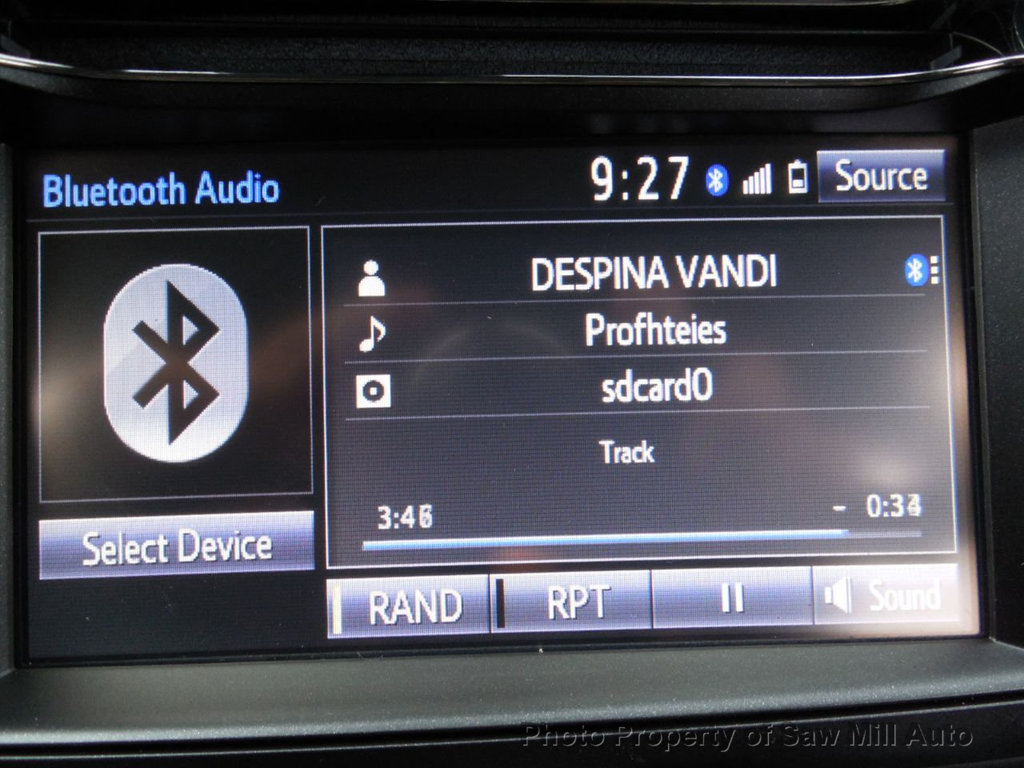 Bluetooth Audio
9:27
Source
DESPINA VANDI
Profhteies
sdcard0
Track
3:46
- 0:34
Select Device
RAND
RPT
Sound
Photo Property of Saw Mill Auto